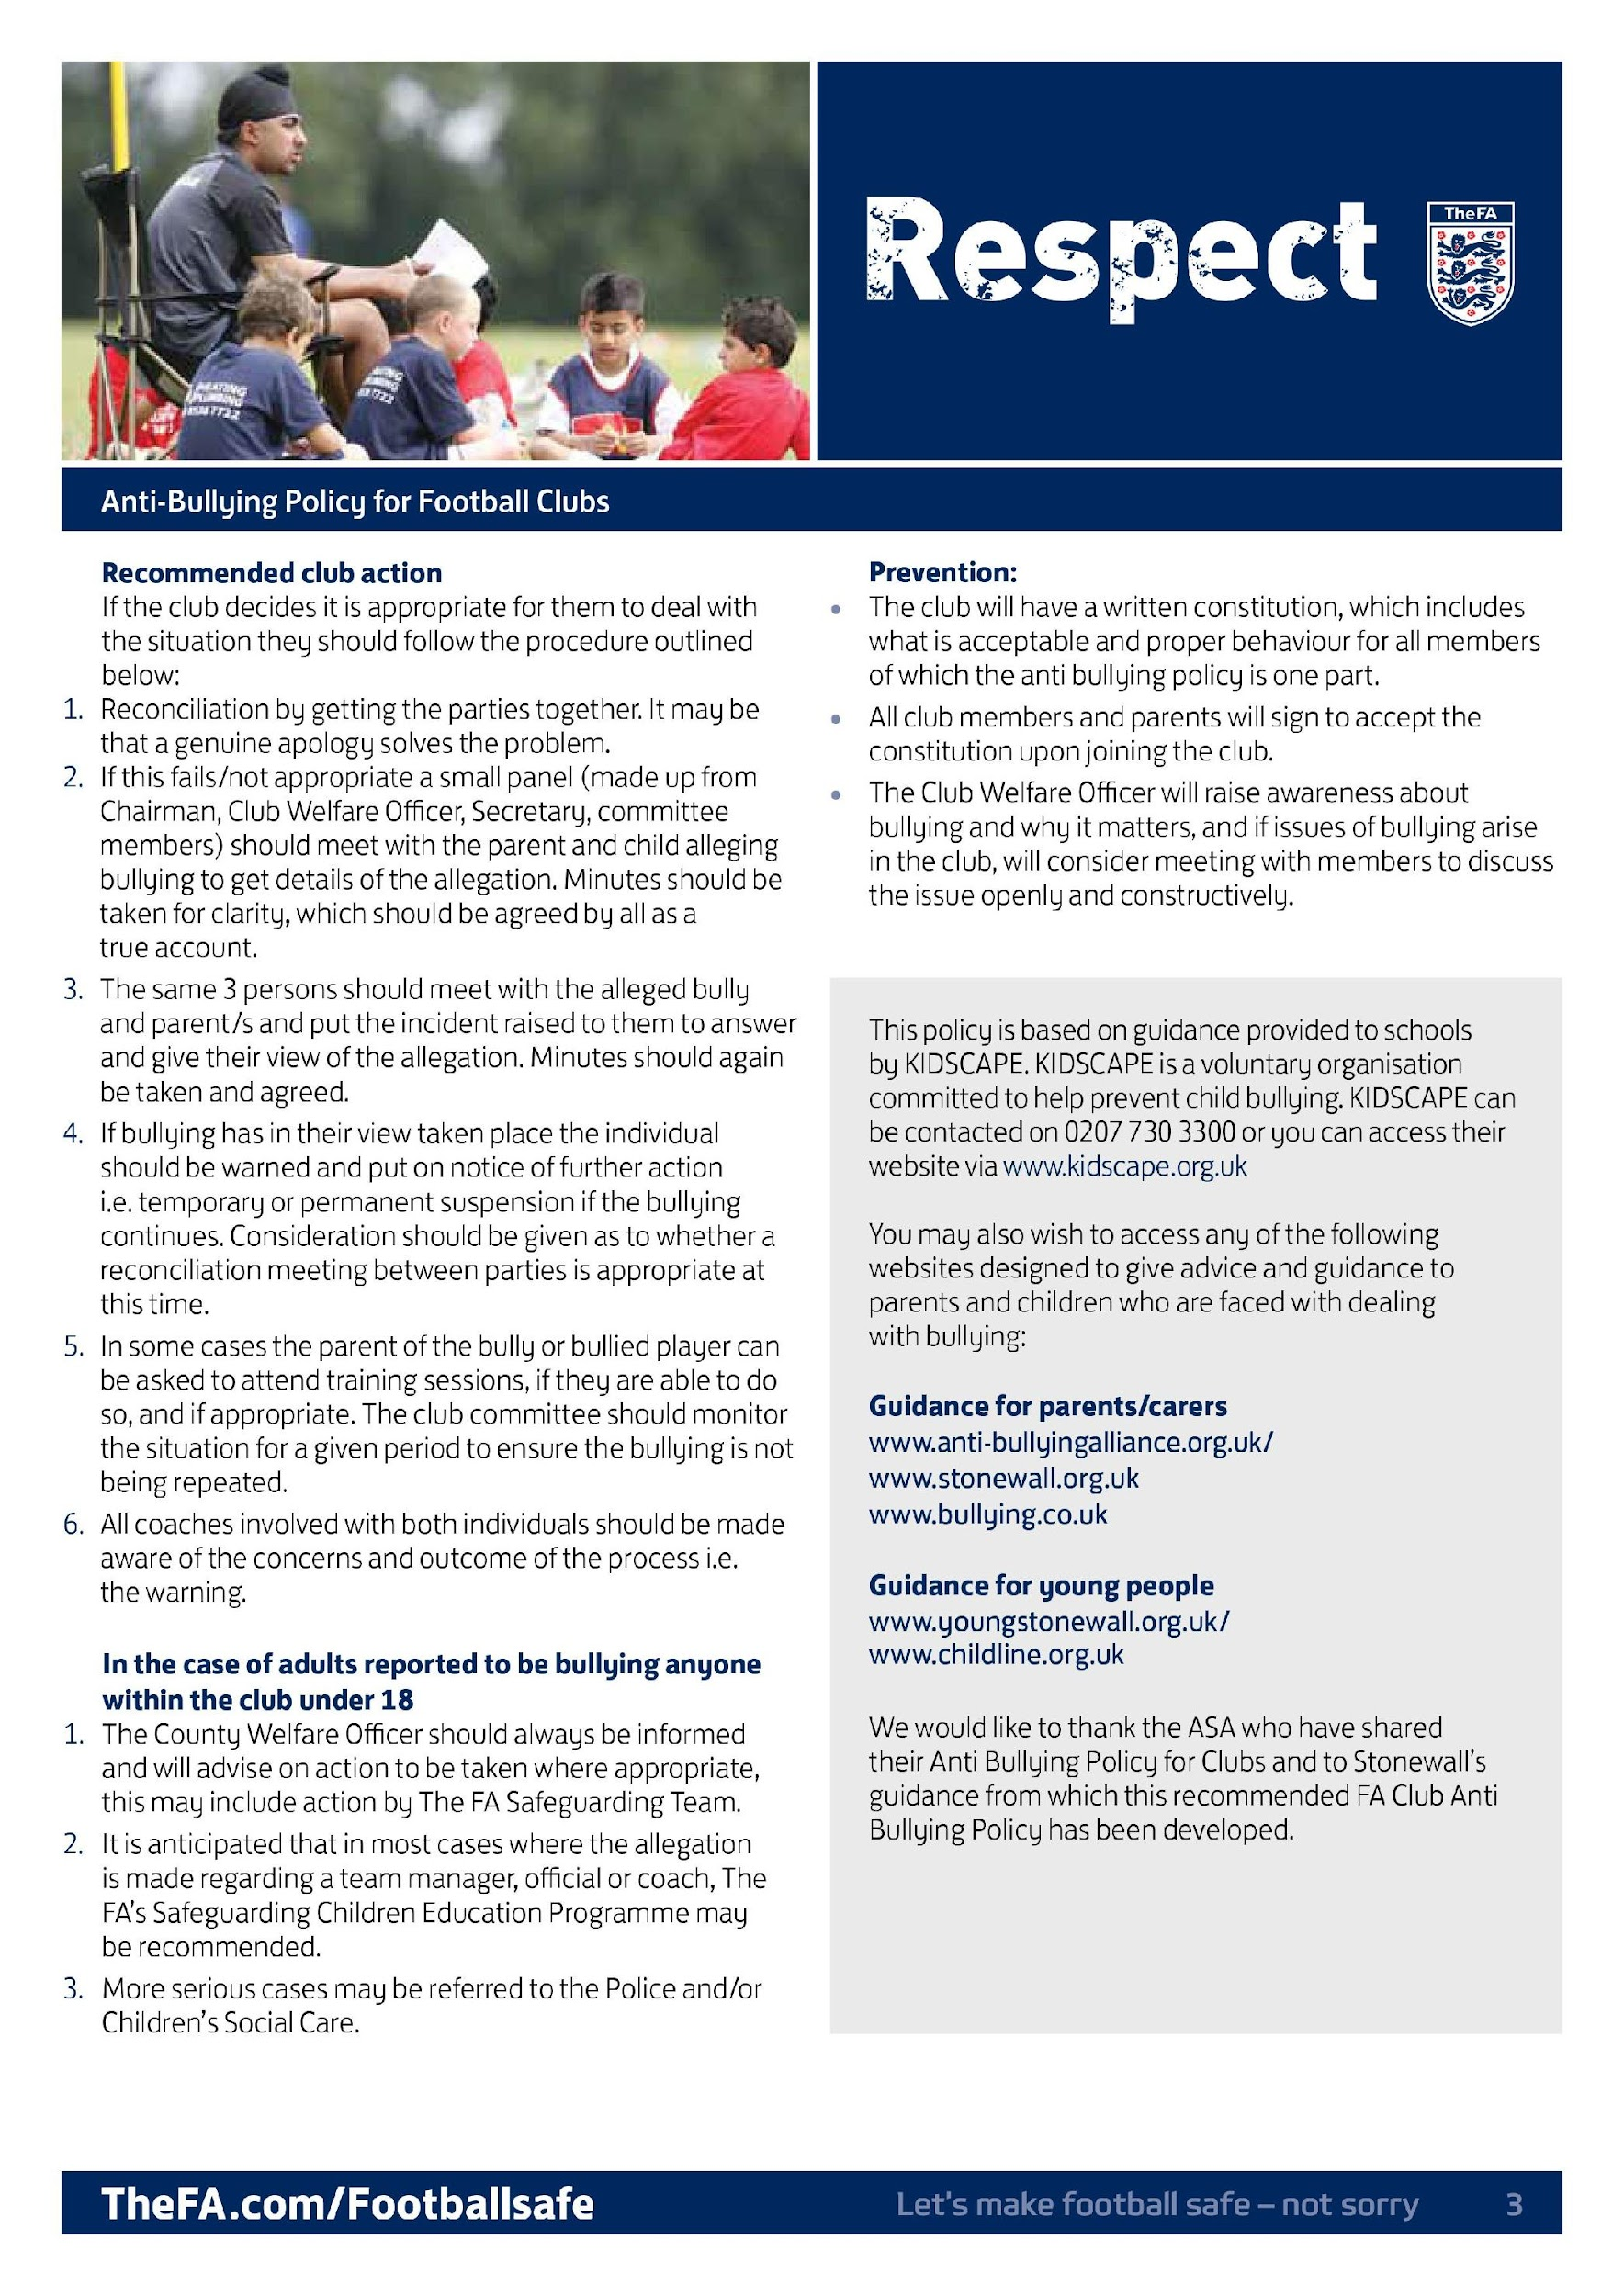 Respect
TheFA
Anti-Bullying Policy for Football Clubs
Recommended club action
If the club decides it is appropriate for them to deal with
the situation they should follow the procedure outlined
below:
1. Reconciliation by getting the parties together. It may be
that a genuine apology solves the problem.
2. If this fails/not appropriate a small panel (made up from
Chairman, Club Welfare Officer, Secretary, committee
members) should meet with the parent and child alleging
bullying to get details of the allegation. Minutes should be
taken for clarity, which should be agreed by all as a
true account.
3. The same 3 persons should meet with the alleged bully
and parent/s and put the incident raised to them to answer
and give their view of the allegation. Minutes should again
be taken and agreed.
4. If bullying has in their view taken place the individual
should be warned and put on notice of further action
i.e. temporary or permanent suspension if the bullying
continues. Consideration should be given as to whether a
reconciliation meeting between parties is appropriate at
this time.
5. In some cases the parent of the bully or bullied player can
be asked to attend training sessions, if they are able to do
so, and if appropriate. The club committee should monitor
the situation for a given period to ensure the bullying is not
being repeated.
6. All coaches involved with both individuals should be made
aware of the concerns and outcome of the process i.e.
the warning.
In the case of adults reported to be bullying anyone
within the club under 18
1. The County Welfare Officer should always be informed
and will advise on action to be taken where appropriate,
this may include action by The FA Safeguarding Team.
2. It is anticipated that in most cases where the allegation
is made regarding a team manager, official or coach, The
FA's Safeguarding Children Education Programme may
be recommended.
3. More serious cases may be referred to the Police and/or
Children's Social Care.
Prevention:
• The club will have a written constitution, which includes
what is acceptable and proper behaviour for all members
of which the anti bullying policy is one part.
• All club members and parents will sign to accept the
constitution upon joining the club.
• The Club Welfare Officer will raise awareness about
bullying and why it matters, and if issues of bullying arise
in the club, will consider meeting with members to discuss
the issue openly and constructively.
This policy is based on guidance provided to schools
by KIDSCAPE. KIDSCAPE is a voluntary organisation
committed to help prevent child bullying. KIDSCAPE can
be contacted on 0207 730 3300 or you can access their
website via www.kidscape.org.uk
You may also wish to access any of the following
websites designed to give advice and guidance to
parents and children who are faced with dealing
with bullying:
Guidance for parents/carers
www.anti-bullyingalliance.org.uk/
www.stonewall.org.uk
www.bullying.co.uk
Guidance for young people
www.youngstonewall.org.uk/
www.childline.org.uk
We would like to thank the ASA who have shared
their Anti Bullying Policy for Clubs and to Stonewall's
guidance from which this recommended FA Club Anti
Bullying Policy has been developed.
TheFA.com/Footballsafe
Let's make football safe – not sorry 3